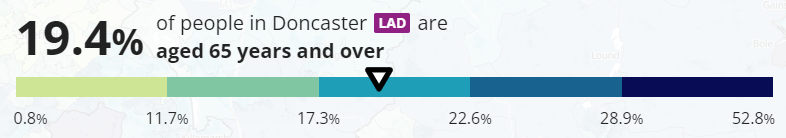 19.4% of people in Doncaster LAD are
aged 65 years and over
Lound
0.8% 11.7% 17.3% 22.6% 28.9% 52.8%